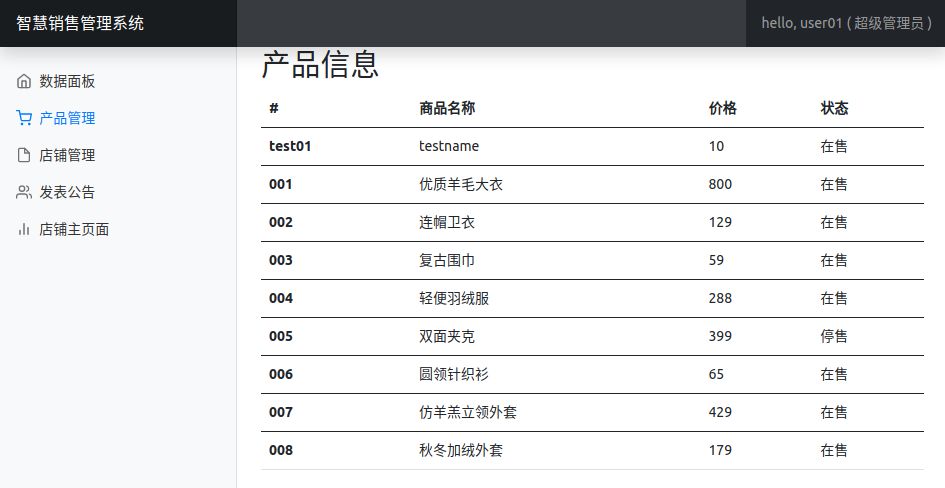 智慧销售管理系统
hello, user01 ( 超级管理员 )
数据面板
产品管理
店铺管理
发表公告
店铺主页面
产品信息
# 商品名称 价格 状态
test01 testname 10 在售
001 优质羊毛大衣 800 在售
002 连帽卫衣 129 在售
003 复古围巾 59 在售
004 轻便羽绒服 288 在售
005 双面夹克 399 停售
006 圆领针织衫 65 在售
007 仿羊羔立领外套 429 在售
008 秋冬加绒外套 179 在售